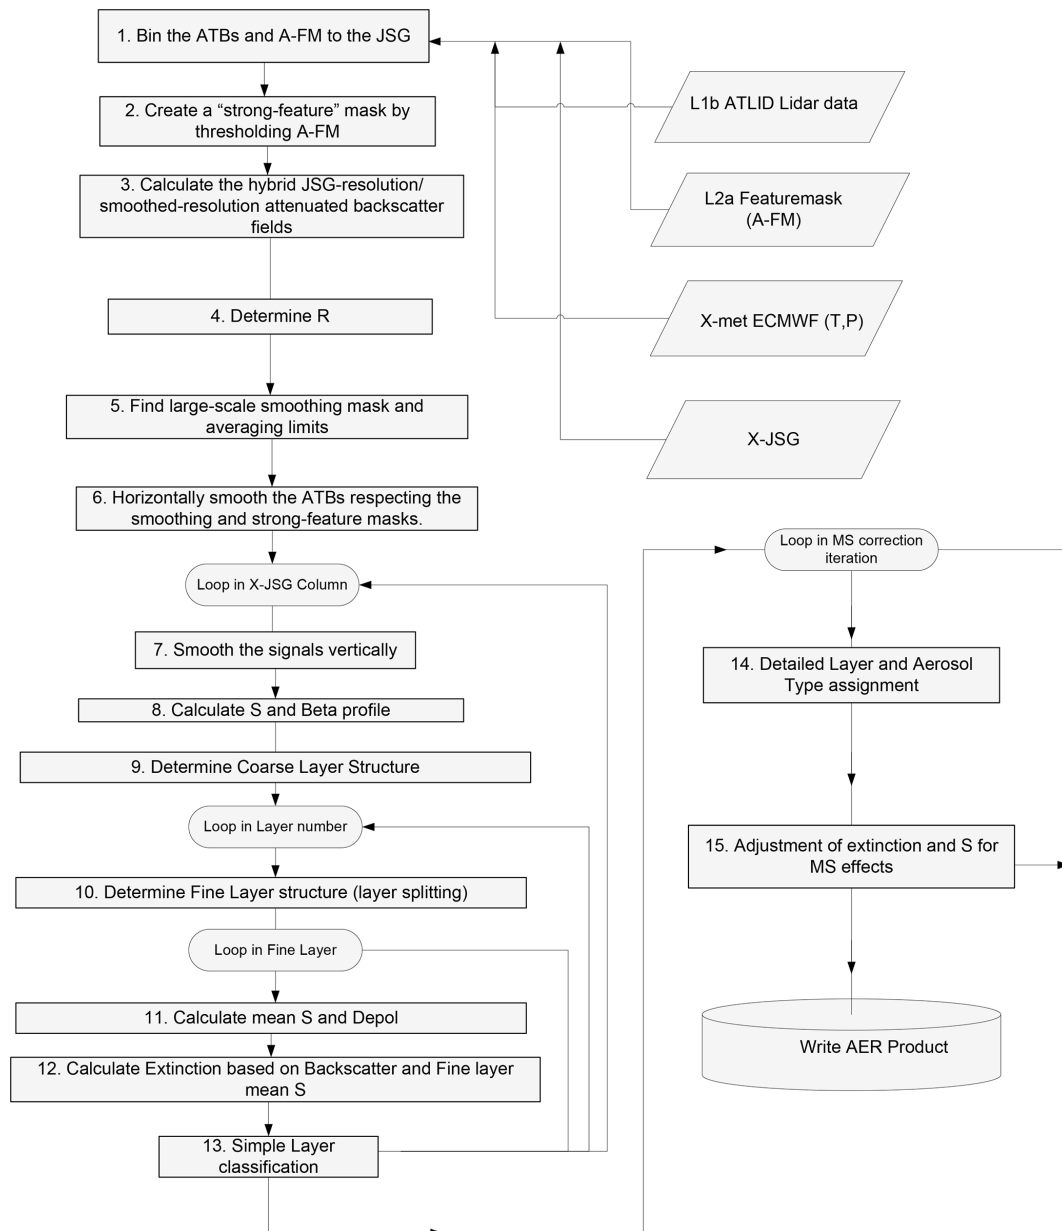 1. Bin the ATBs and A-FM to the JSG
2. Create a “strong-feature” mask by
thresholding A-FM
3. Calculate the hybrid JSG-resolution/
smoothed-resolution attenuated backscatter
fields
4. Determine R
5. Find large-scale smoothing mask and
averaging limits
6. Horizontally smooth the ATBs respecting the
smoothing and strong-feature masks.
Loop in X-JSG Column
7. Smooth the signals vertically
8. Calculate S and Beta profile
9. Determine Coarse Layer Structure
Loop in Layer number
10. Determine Fine Layer structure (layer splitting)
Loop in Fine Layer
11. Calculate mean S and Depol
12. Calculate Extinction based on Backscatter and Fine layer
mean S
13. Simple Layer
classification
L1b ATLID Lidar data
L2a Featuremask
(A-FM)
X-met ECMWF (T,P)
X-JSG
Loop in MS correction
iteration
14. Detailed Layer and Aerosol
Type assignment
15. Adjustment of extinction and S for
MS effects
Write AER Product